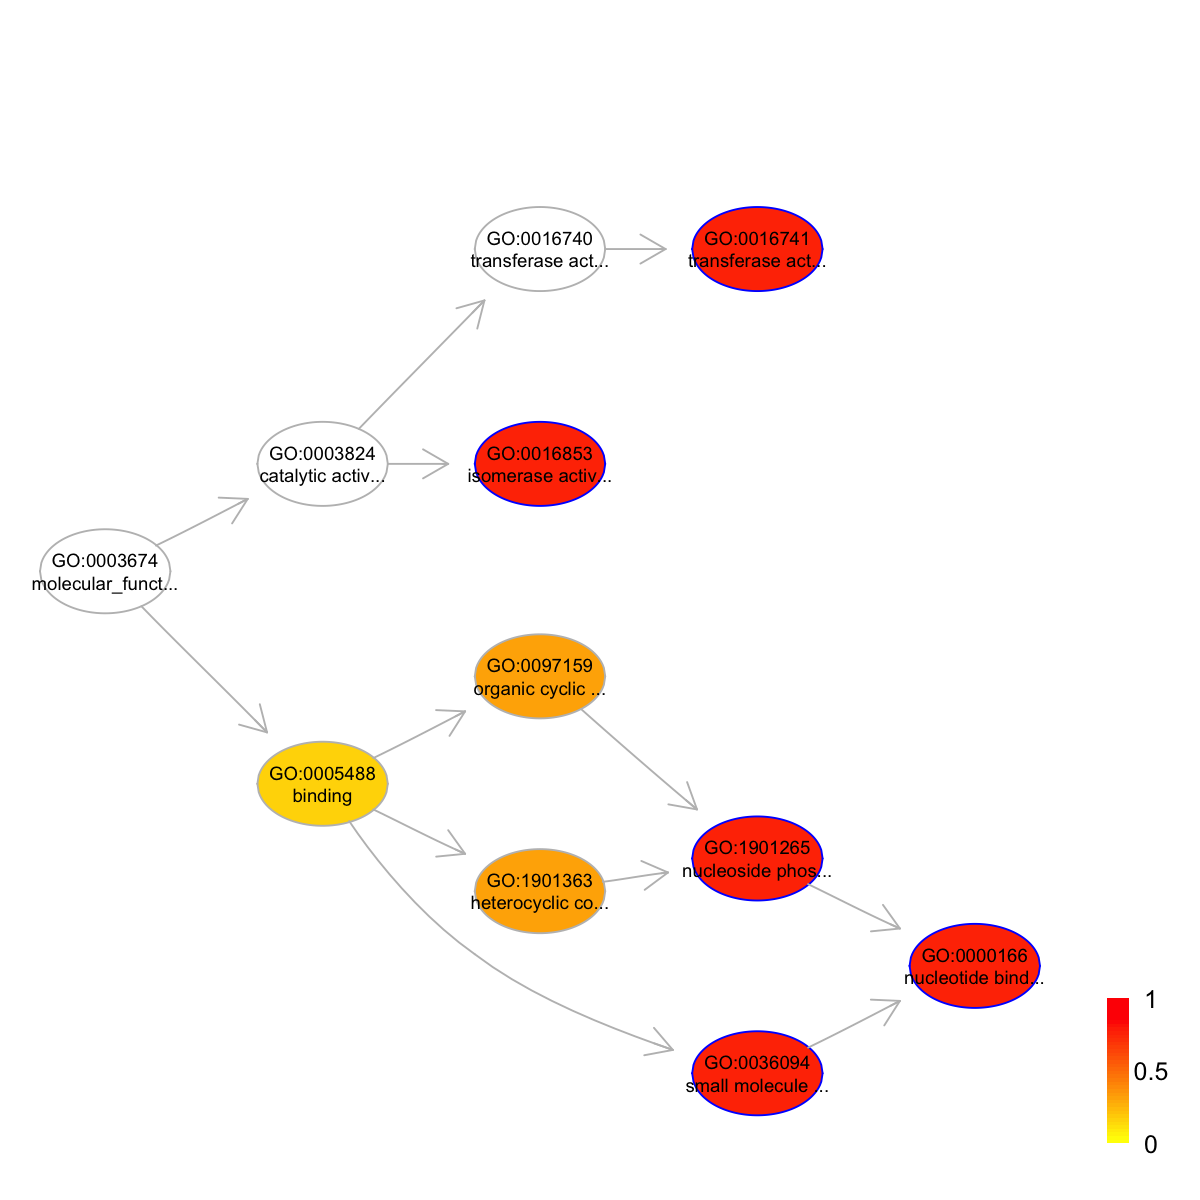 GO:0016740
transferase act...
GO:0016741
transferase act...
GO:0003824
catalytic activ...
GO:0016853
isomerase activ...
GO:0003674
molecular_funct...
GO:0097159
organic cyclic ...
GO:0005488
binding
GO:1901265
nucleoside phos...
GO:1901363
heterocyclic co...
GO:0000166
nucleotide bind...
GO:0036094
small molecule ...
1
0.5
0